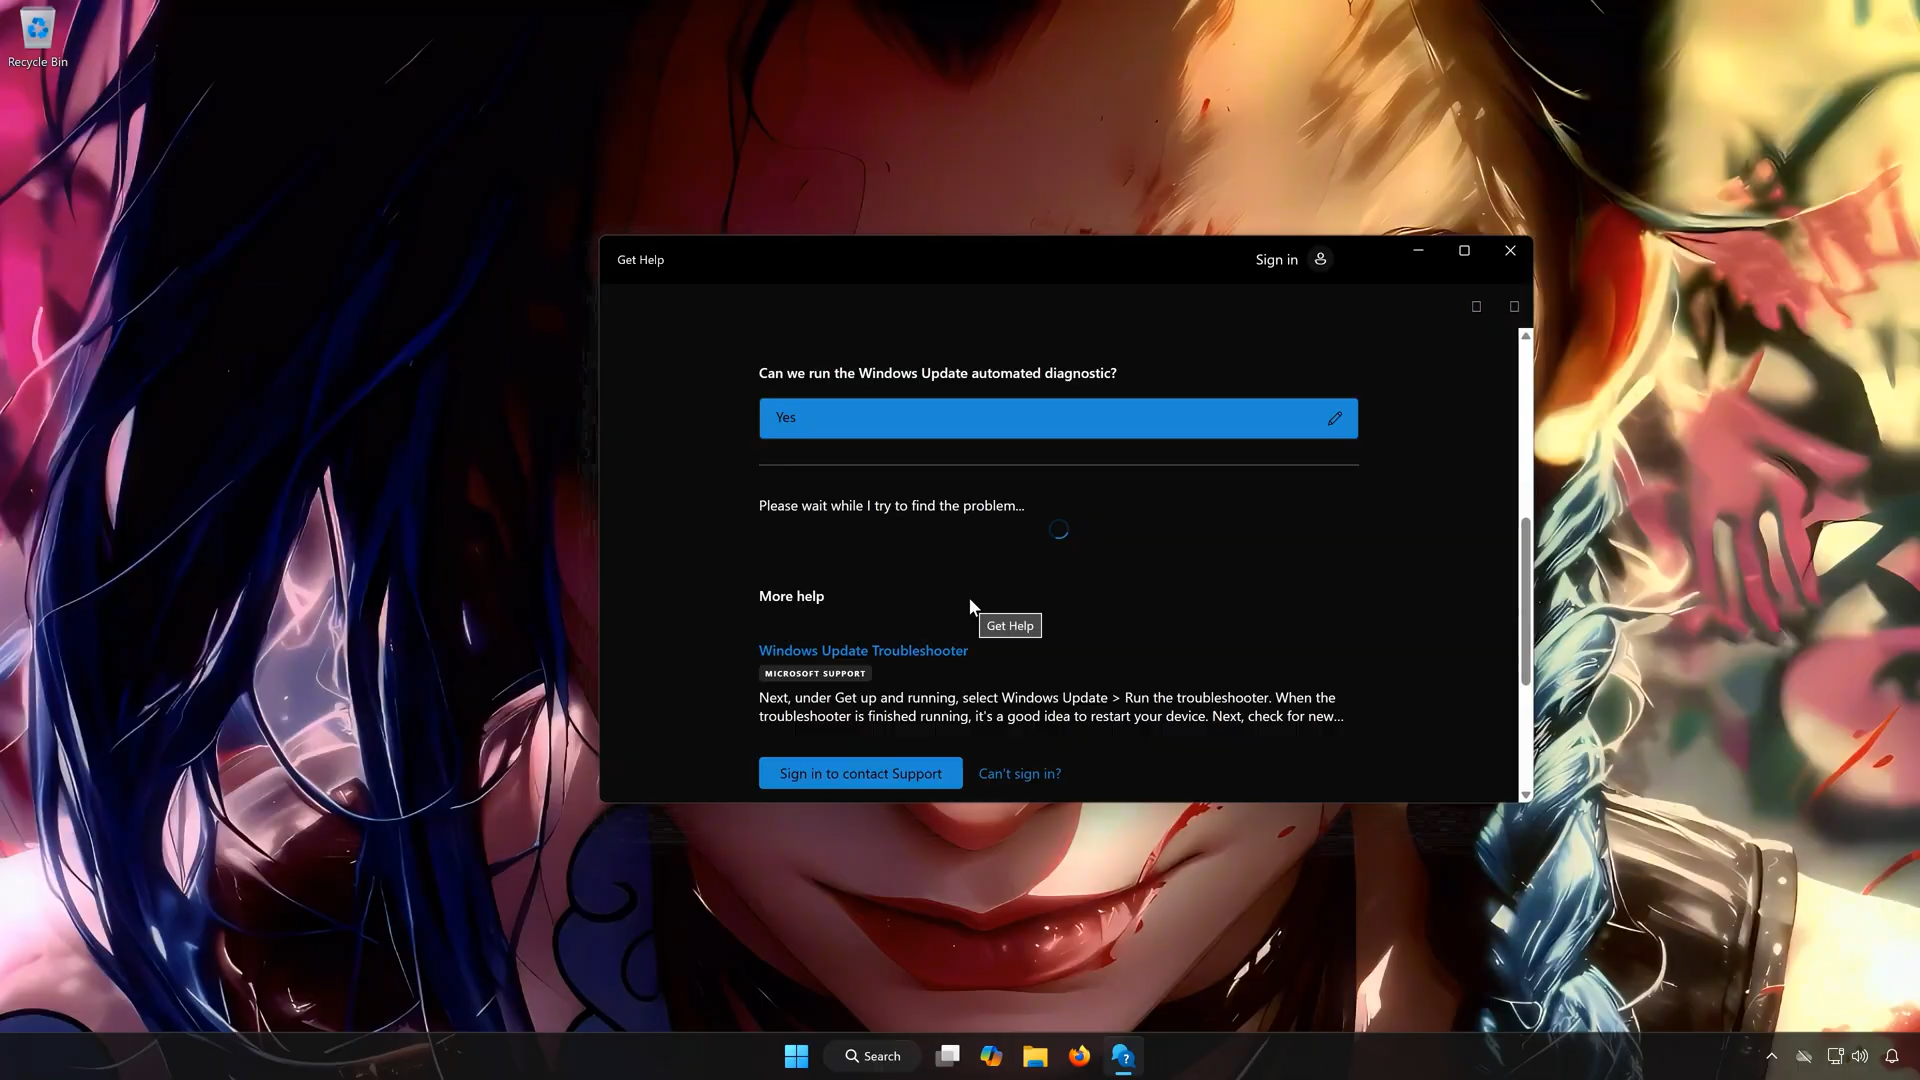 Recycle Bin
Get Help
Sign in
Can we run the Windows Update automated diagnostic?
Yes
Please wait while I try to find the problem...
More help
Get Help
Windows Update Troubleshooter
MICROSOFT SUPPORT
Next, under Get up and running, select Windows Update > Run the troubleshooter. When the
troubleshooter is finished running, it's a good idea to restart your device. Next, check for new...
Sign in to contact Support
Can't sign in?
Search